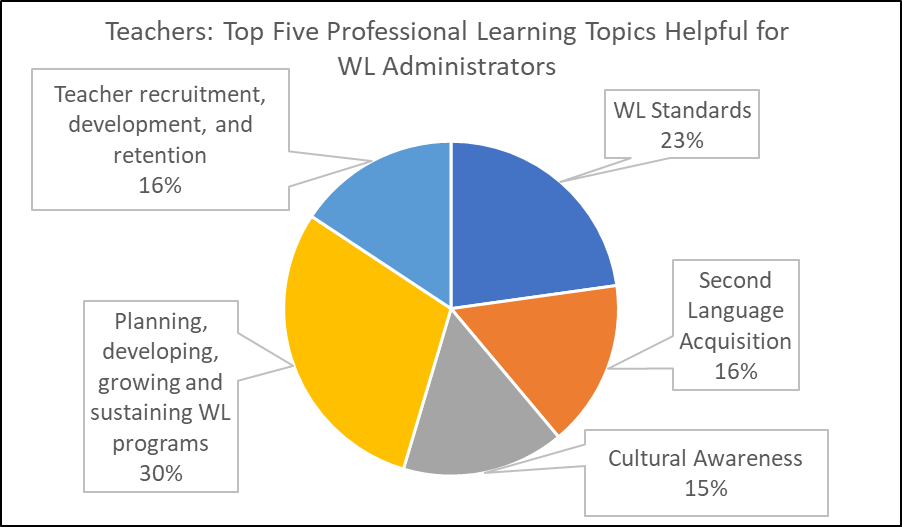 Teachers: Top Five Professional Learning Topics Helpful for
WL Administrators
Teacher recruitment,
development, and
retention
16%
WL Standards
23%
Second
Language
Acquisition
16%
Planning,
developing,
growing and
sustaining WL
programs
30%
Cultural Awareness
15%